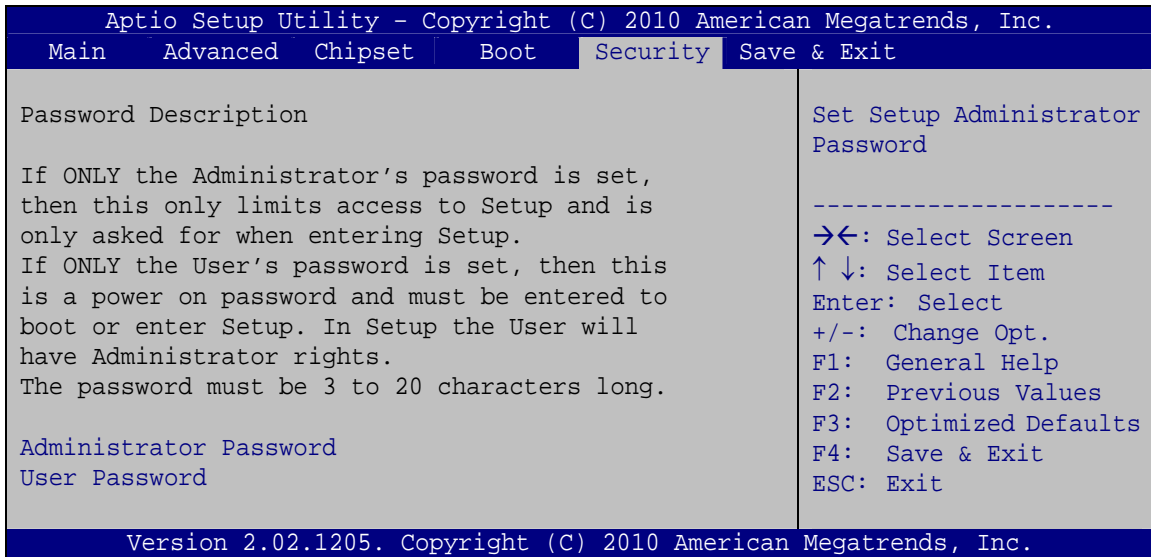 Aptio Setup Utility – Copyright (C) 2010 American Megatrends, Inc.
Main Advanced Chipset Boot Security Save & Exit
Password Description
If ONLY the Administrator’s password is set,
then this only limits access to Setup and is
only asked for when entering Setup.
If ONLY the User’s password is set, then this
is a power on password and must be entered to
boot or enter Setup. In Setup the User will
have Administrator rights.
The password must be 3 to 20 characters long.
Administrator Password
User Password
Set Setup Administrator
Password
---------------------
→←: Select Screen
↑ ↓: Select Item
Enter: Select
+/-: Change Opt.
F1: General Help
F2: Previous Values
F3: Optimized Defaults
F4: Save & Exit
ESC: Exit
Version 2.02.1205. Copyright (C) 2010 American Megatrends, Inc.